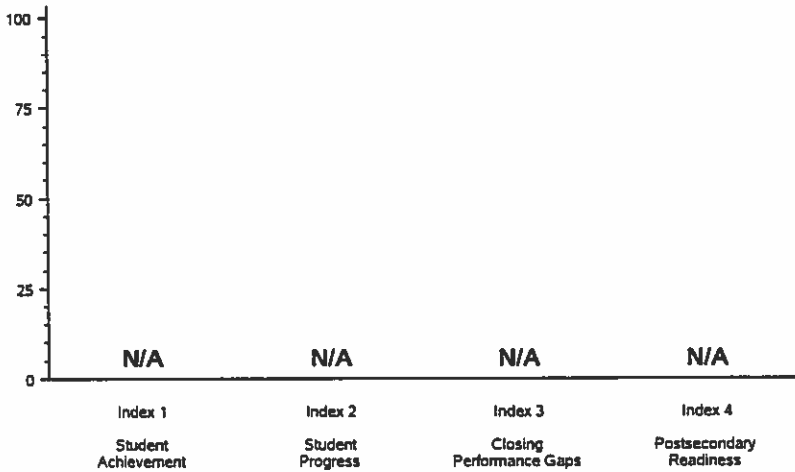 100
75
50
25
0
N/A N/A N/A N/A
Index 1 Index 2 Index 3 Index 4
Student Student Closing Postsecondary
Achievement Progress Performance Gaps Readiness